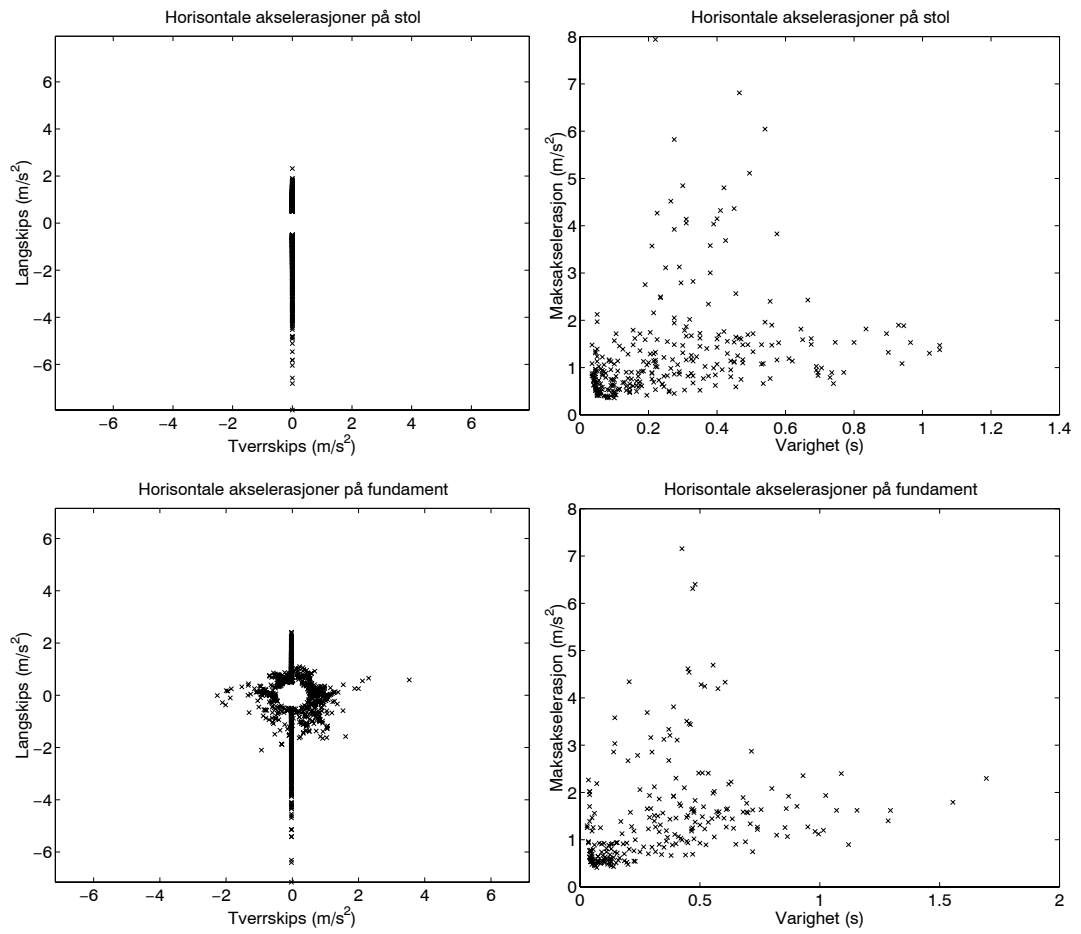 Horisontale akselerasjoner på stol
Langskips (m/s²)
6
4
2
0
−2
−4
−6
−6 −4 −2 0 2 4 6
Tverrskips (m/s²)
Horisontale akselerasjoner på stol
Maksakselerasjon (m/s²)
8
7
6
5
4
3
2
1
0
0 0.2 0.4 0.6 0.8 1 1.2 1.4
Varighet (s)
Horisontale akselerasjoner på fundament
Langskips (m/s²)
6
4
2
0
−2
−4
−6
−6 −4 −2 0 2 4 6
Tverrskips (m/s²)
Horisontale akselerasjoner på fundament
Maksakselerasjon (m/s²)
8
7
6
5
4
3
2
1
0
0 0.5 1 1.5 2
Varighet (s)